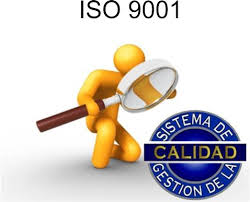 ISO 9001
SISTEMA DE
CALIDAD
GESTION DE LA